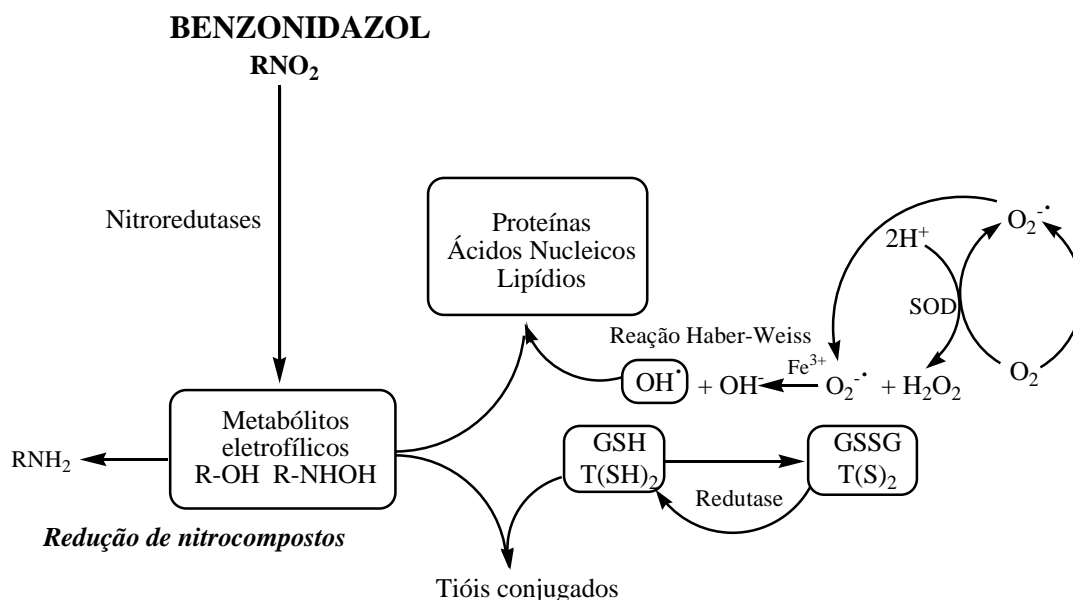 BENZONIDAZOL
RNO₂
Nitroredutases
Proteínas
Ácidos Nucleicos
Lipídios
O₂⁻˙
2H⁺
SOD
O₂
Reação Haber-Weiss
OH˙ + OH⁻
Fe³⁺
O₂⁻˙ + H₂O₂
Metabólitos
eletrofílicos
R-OH R-NHOH
RNH₂
GSH
T(SH)₂
GSSG
T(S)₂
Redutase
Redução de nitrocompostos
Tióis conjugados